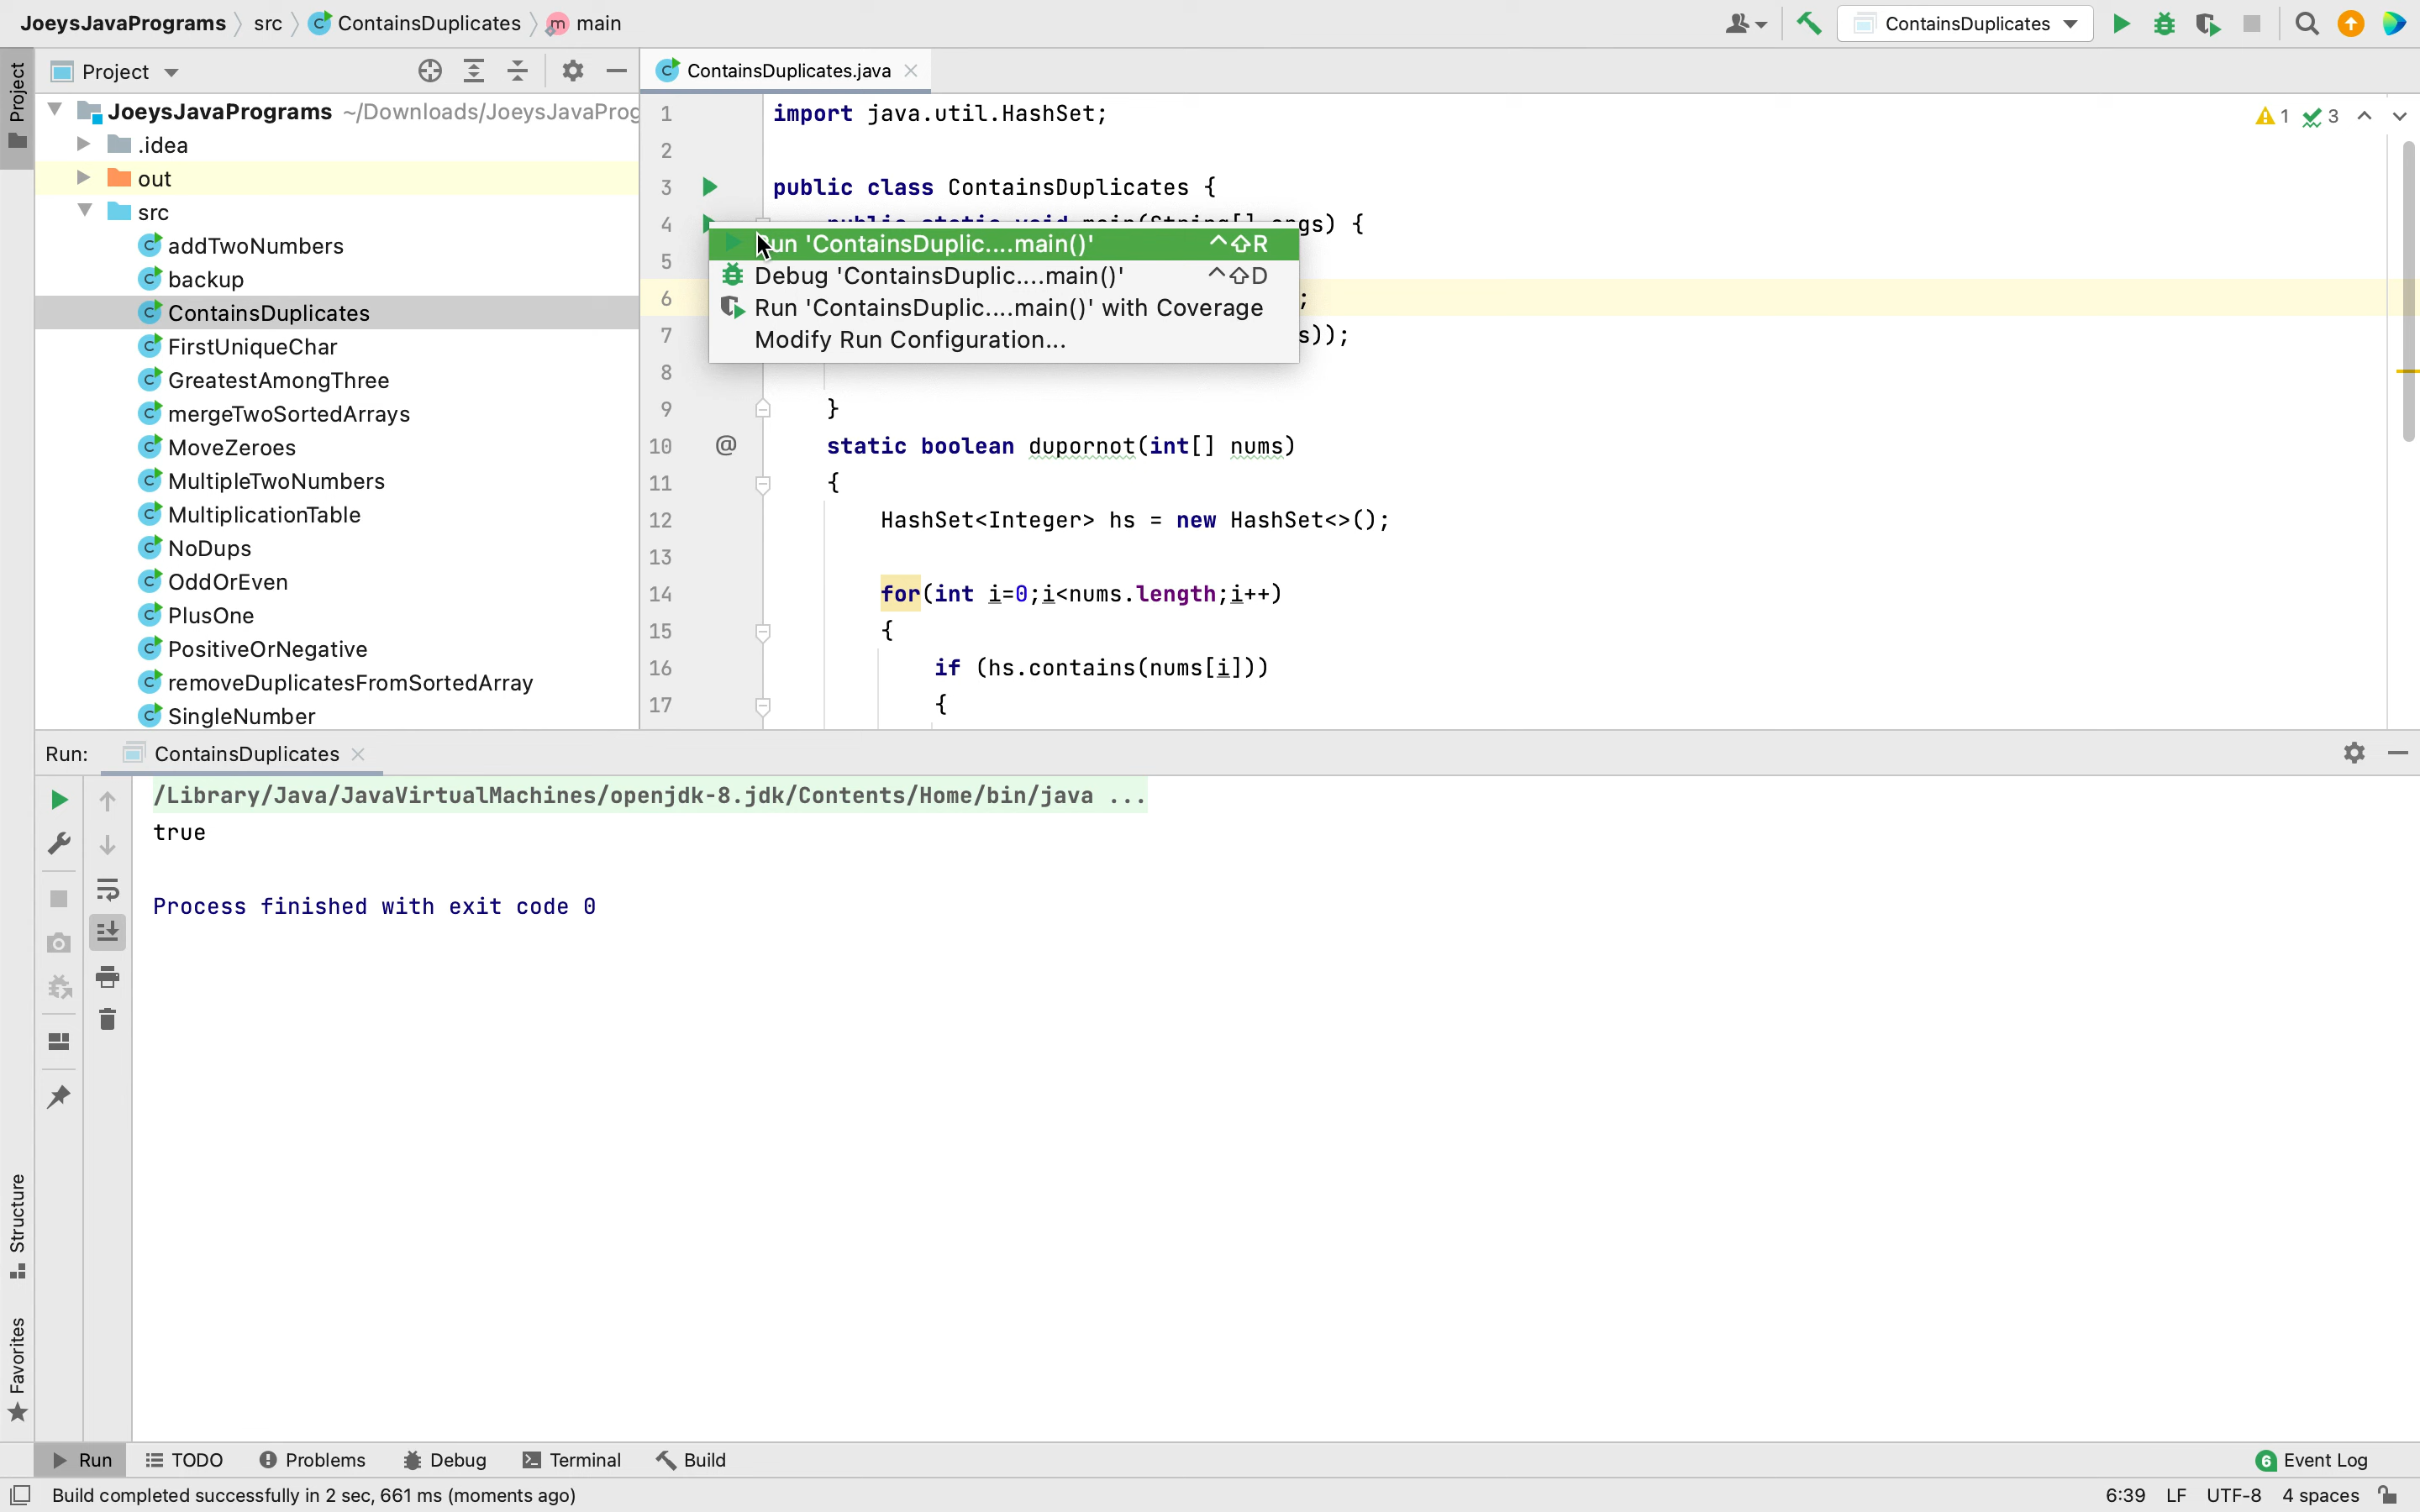 JoeysJavaPrograms src ContainsDuplicates main
ContainsDuplicates
Project
Project
ContainsDuplicates.java
JoeysJavaPrograms ~/Downloads/JoeysJavaProg
.idea
out
src
addTwoNumbers
backup
ContainsDuplicates
FirstUniqueChar
GreatestAmongThree
mergeTwoSortedArrays
MoveZeroes
MultipleTwoNumbers
MultiplicationTable
NoDups
OddOrEven
PlusOne
PositiveOrNegative
removeDuplicatesFromSortedArray
SingleNumber
1 import java.util.HashSet;
1 3
2
3 public class ContainsDuplicates {
4 public static void main(String[] args) {
5
6 ;
7 s));
8
9 }
10 @ static boolean dupornot(int[] nums)
11 {
12 HashSet<Integer> hs = new HashSet<>();
13
14 for(int i=0;i<nums.length;i++)
15 {
16 if (hs.contains(nums[i]))
17 {
Run 'ContainsDuplic....main()' ^⇧R
Debug 'ContainsDuplic....main()' ^⇧D
Run 'ContainsDuplic....main()' with Coverage
Modify Run Configuration...
Run: ContainsDuplicates
/Library/Java/JavaVirtualMachines/openjdk-8.jdk/Contents/Home/bin/java ...
true
Process finished with exit code 0
Structure
Favorites
Run TODO Problems Debug Terminal Build
6 Event Log
Build completed successfully in 2 sec, 661 ms (moments ago)
6:39 LF UTF-8 4 spaces